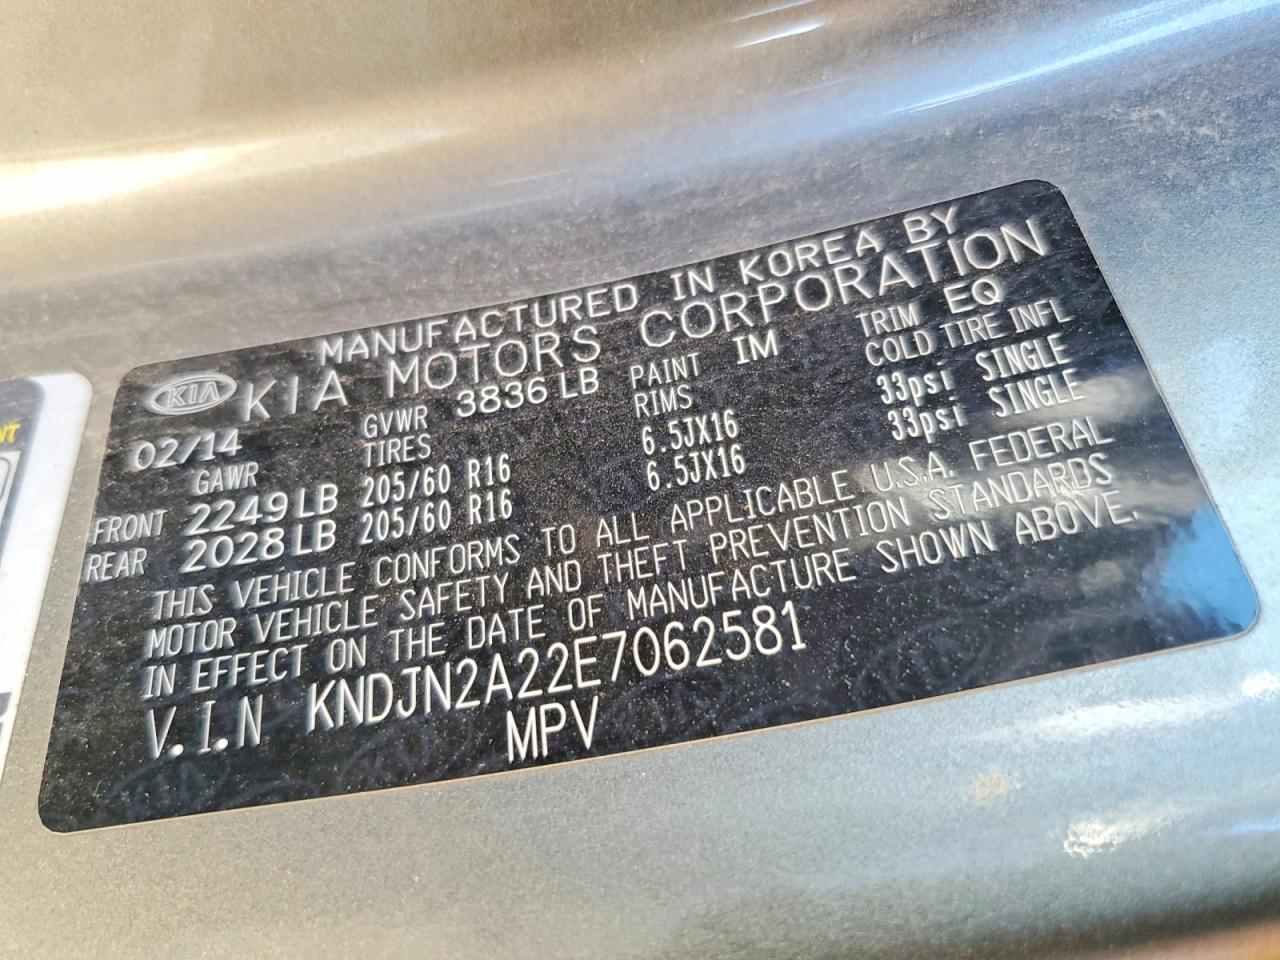 MANUFACTURED IN KOREA BY
KIA KIA MOTORS CORPORATION
02/14 GVWR 3836 LB PAINT IM TRIM EQ
GAWR TIRES RIMS COLD TIRE INFL
FRONT 2249 LB 205/60 R16 6.5JX16 33psi SINGLE
REAR 2028 LB 205/60 R16 6.5JX16 33psi SINGLE
THIS VEHICLE CONFORMS TO ALL APPLICABLE U.S.A. FEDERAL
MOTOR VEHICLE SAFETY AND THEFT PREVENTION STANDARDS
IN EFFECT ON THE DATE OF MANUFACTURE SHOWN ABOVE.
V.I.N KNDJN2A22E7062581
MPV